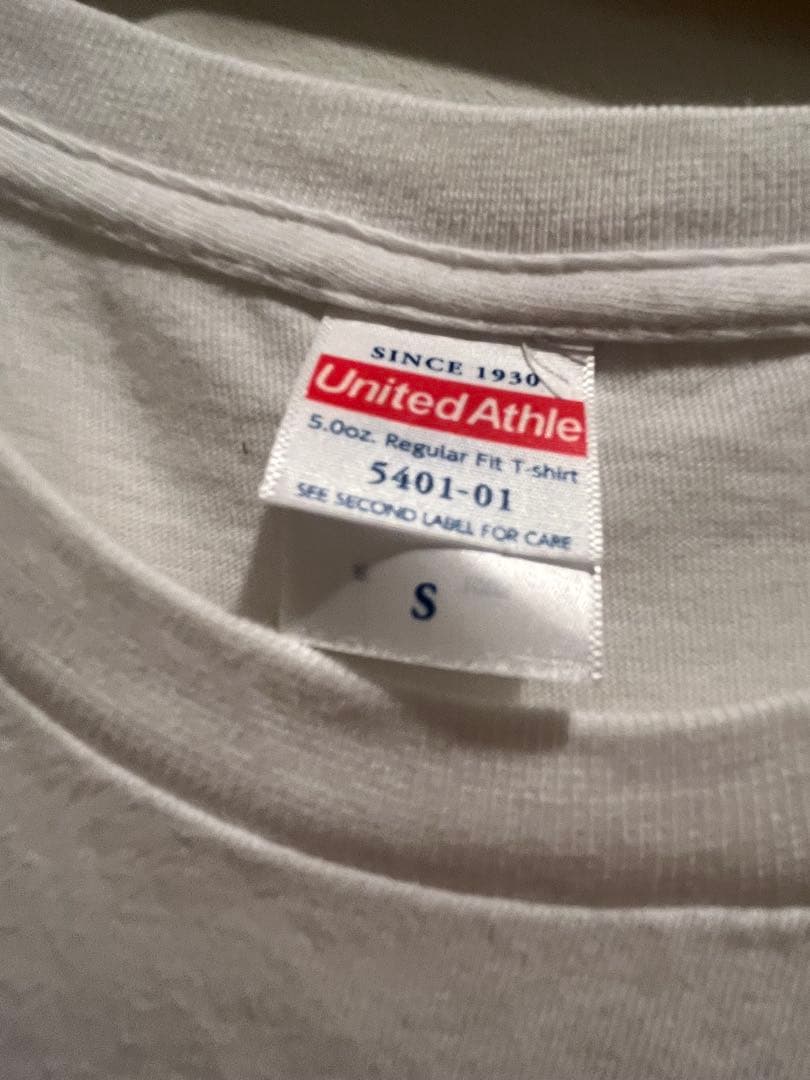 SINCE 1930
United Athle
5.0oz. Regular Fit T-shirt
5401-01
SEE SECOND LABEL FOR CARE
S